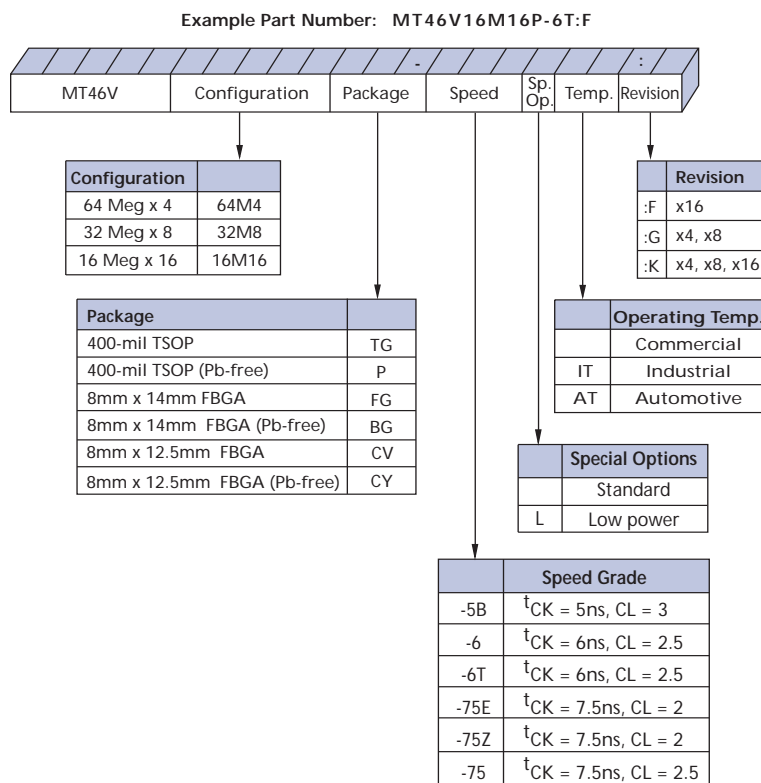 Example Part Number: MT46V16M16P-6T:F
- :
MT46V Configuration Package Speed Sp. Op. Temp. Revision
Configuration
64 Meg x 4 64M4
32 Meg x 8 32M8
16 Meg x 16 16M16
Revision
:F x16
:G x4, x8
:K x4, x8, x16
Package
400-mil TSOP TG
400-mil TSOP (Pb-free) P
8mm x 14mm FBGA FG
8mm x 14mm FBGA (Pb-free) BG
8mm x 12.5mm FBGA CV
8mm x 12.5mm FBGA (Pb-free) CY
Operating Temp.
Commercial
IT Industrial
AT Automotive
Special Options
Standard
L Low power
Speed Grade
-5B tCK = 5ns, CL = 3
-6 tCK = 6ns, CL = 2.5
-6T tCK = 6ns, CL = 2.5
-75E tCK = 7.5ns, CL = 2
-75Z tCK = 7.5ns, CL = 2
-75 tCK = 7.5ns, CL = 2.5